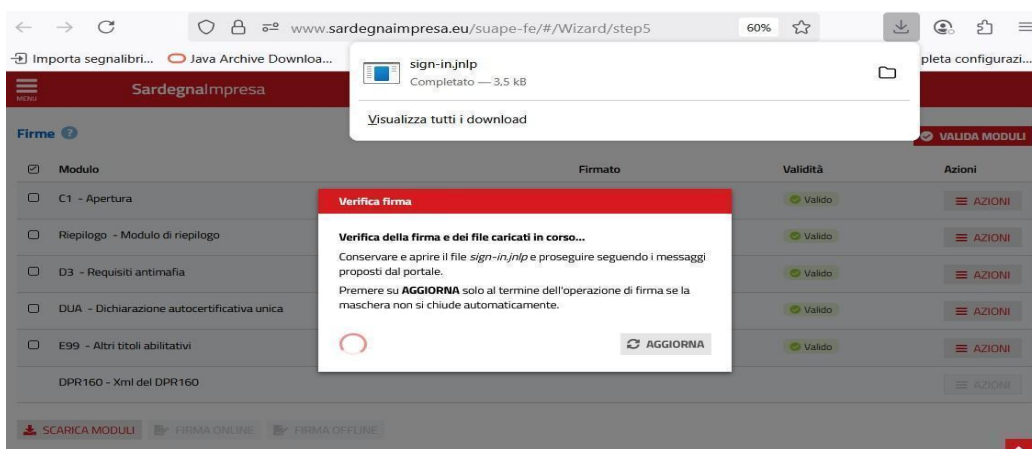 www.sardegnaimpresa.eu/suape-fe/#/Wizard/step5
60%
Importa segnalibri...
Java Archive Downloa...
pleta configurazi...
sign-in.jnlp
Completato — 3,5 kB
Visualizza tutti i download
MENU
SardegnaImpresa
Firme ?
VALIDA MODULI
Modulo Firmato Validità Azioni
C1 - Apertura Valido AZIONI
Riepilogo - Modulo di riepilogo Valido AZIONI
D3 - Requisiti antimafia Valido AZIONI
DUA - Dichiarazione autocertificativa unica Valido AZIONI
E99 - Altri titoli abilitativi Valido AZIONI
DPR160 - Xml del DPR160 AZIONI
Verifica firma
Verifica della firma e dei file caricati in corso...
Conservare e aprire il file sign-in.jnlp e proseguire seguendo i messaggi
proposti dal portale.
Premere su AGGIORNA solo al termine dell'operazione di firma se la
maschera non si chiude automaticamente.
AGGIORNA
SCARICA MODULI FIRMA ONLINE FIRMA OFFLINE